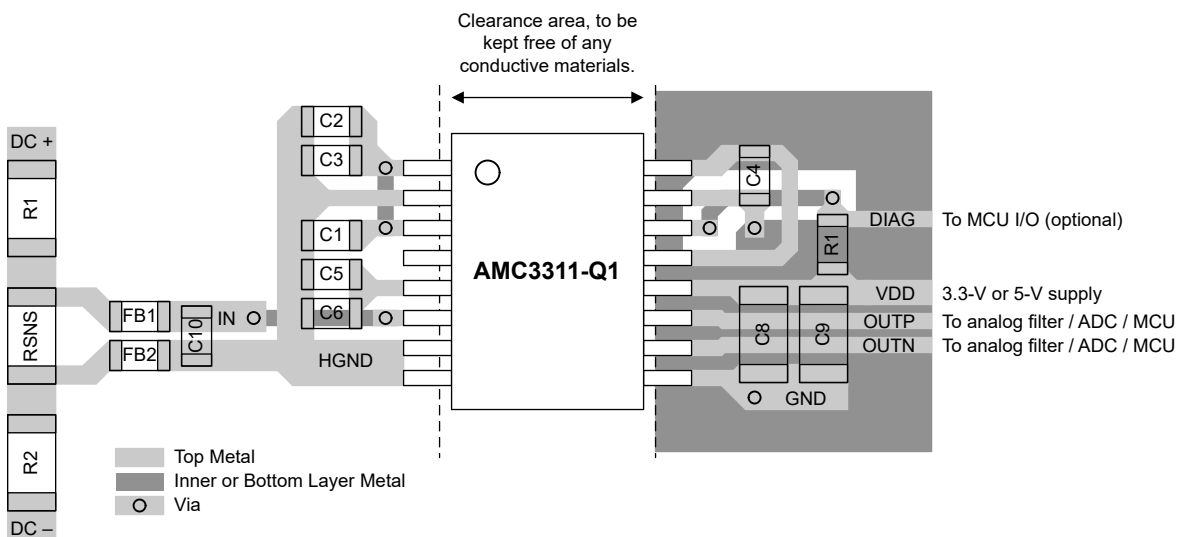 Clearance area, to be
kept free of any
conductive materials.
DC +
R1
RSNS
R2
DC –
FB1
FB2
C10
IN
C2
C3
C1
C5
C6
HGND
AMC3311-Q1
C4
R1
C8
C9
GND
DIAG
To MCU I/O (optional)
VDD
3.3-V or 5-V supply
OUTP
To analog filter / ADC / MCU
OUTN
To analog filter / ADC / MCU
Top Metal
Inner or Bottom Layer Metal
Via